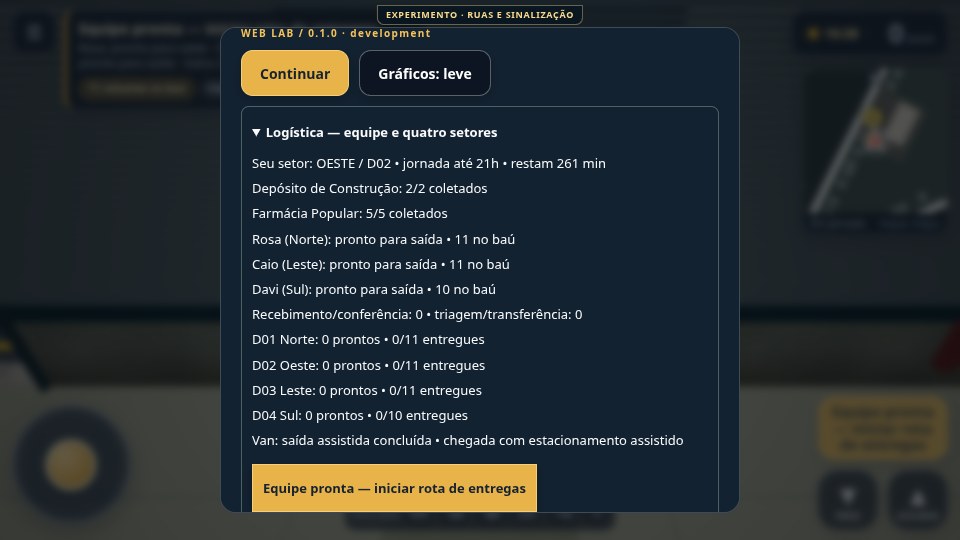 EXPERIMENTO · RUAS E SINALIZAÇÃO
WEB LAB / 0.1.0 · development
Continuar
Gráficos: leve
▼ Logística — equipe e quatro setores
Seu setor: OESTE / D02 • jornada até 21h • restam 261 min
Depósito de Construção: 2/2 coletados
Farmácia Popular: 5/5 coletados
Rosa (Norte): pronto para saída • 11 no baú
Caio (Leste): pronto para saída • 11 no baú
Davi (Sul): pronto para saída • 10 no baú
Recebimento/conferência: 0 • triagem/transferência: 0
D01 Norte: 0 prontos • 0/11 entregues
D02 Oeste: 0 prontos • 0/11 entregues
D03 Leste: 0 prontos • 0/11 entregues
D04 Sul: 0 prontos • 0/10 entregues
Van: saída assistida concluída • chegada com estacionamento assistido
Equipe pronta — iniciar rota de entregas